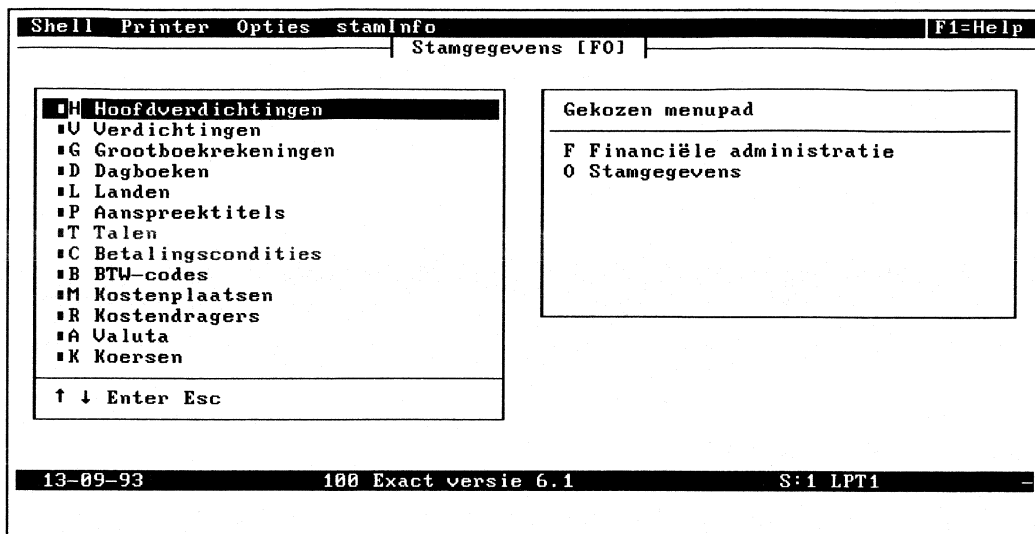 Shell Printer Opties stamInfo F1=Help
Stamgegevens [FO]
H Hoofdverdichtingen
V Verdichtingen
G Grootboekrekeningen
D Dagboeken
L Landen
P Aanspreektitels
T Talen
C Betalingscondities
B BTW-codes
M Kostenplaatsen
R Kostendragers
A Valuta
K Koersen
↑ ↓ Enter Esc
Gekozen menupad
F Financiële administratie
O Stamgegevens
13-09-93 100 Exact versie 6.1 S:1 LPT1 -